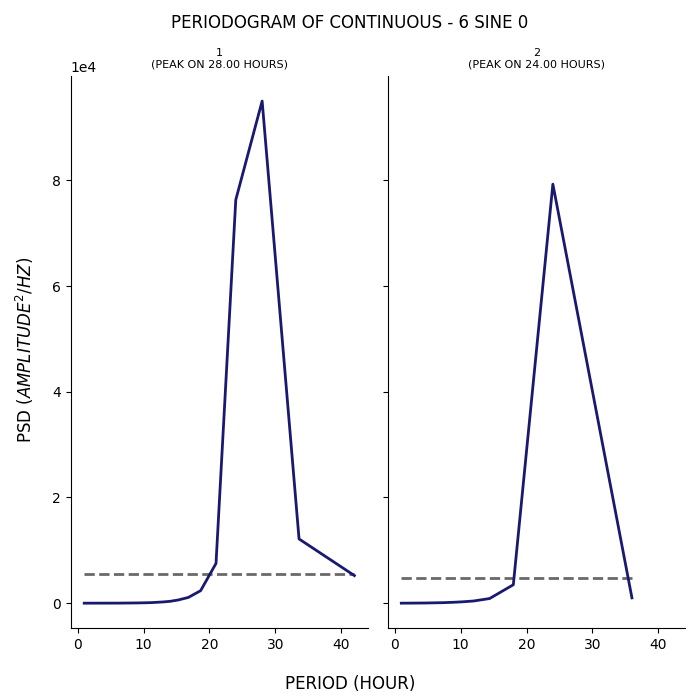 PERIODOGRAM OF CONTINUOUS - 6 SINE 0
1
(PEAK ON 28.00 HOURS)
2
(PEAK ON 24.00 HOURS)
1e4
8
6
4
2
0
PSD (AMPLITUDE²/HZ)
0 10 20 30 40
0 10 20 30 40
PERIOD (HOUR)